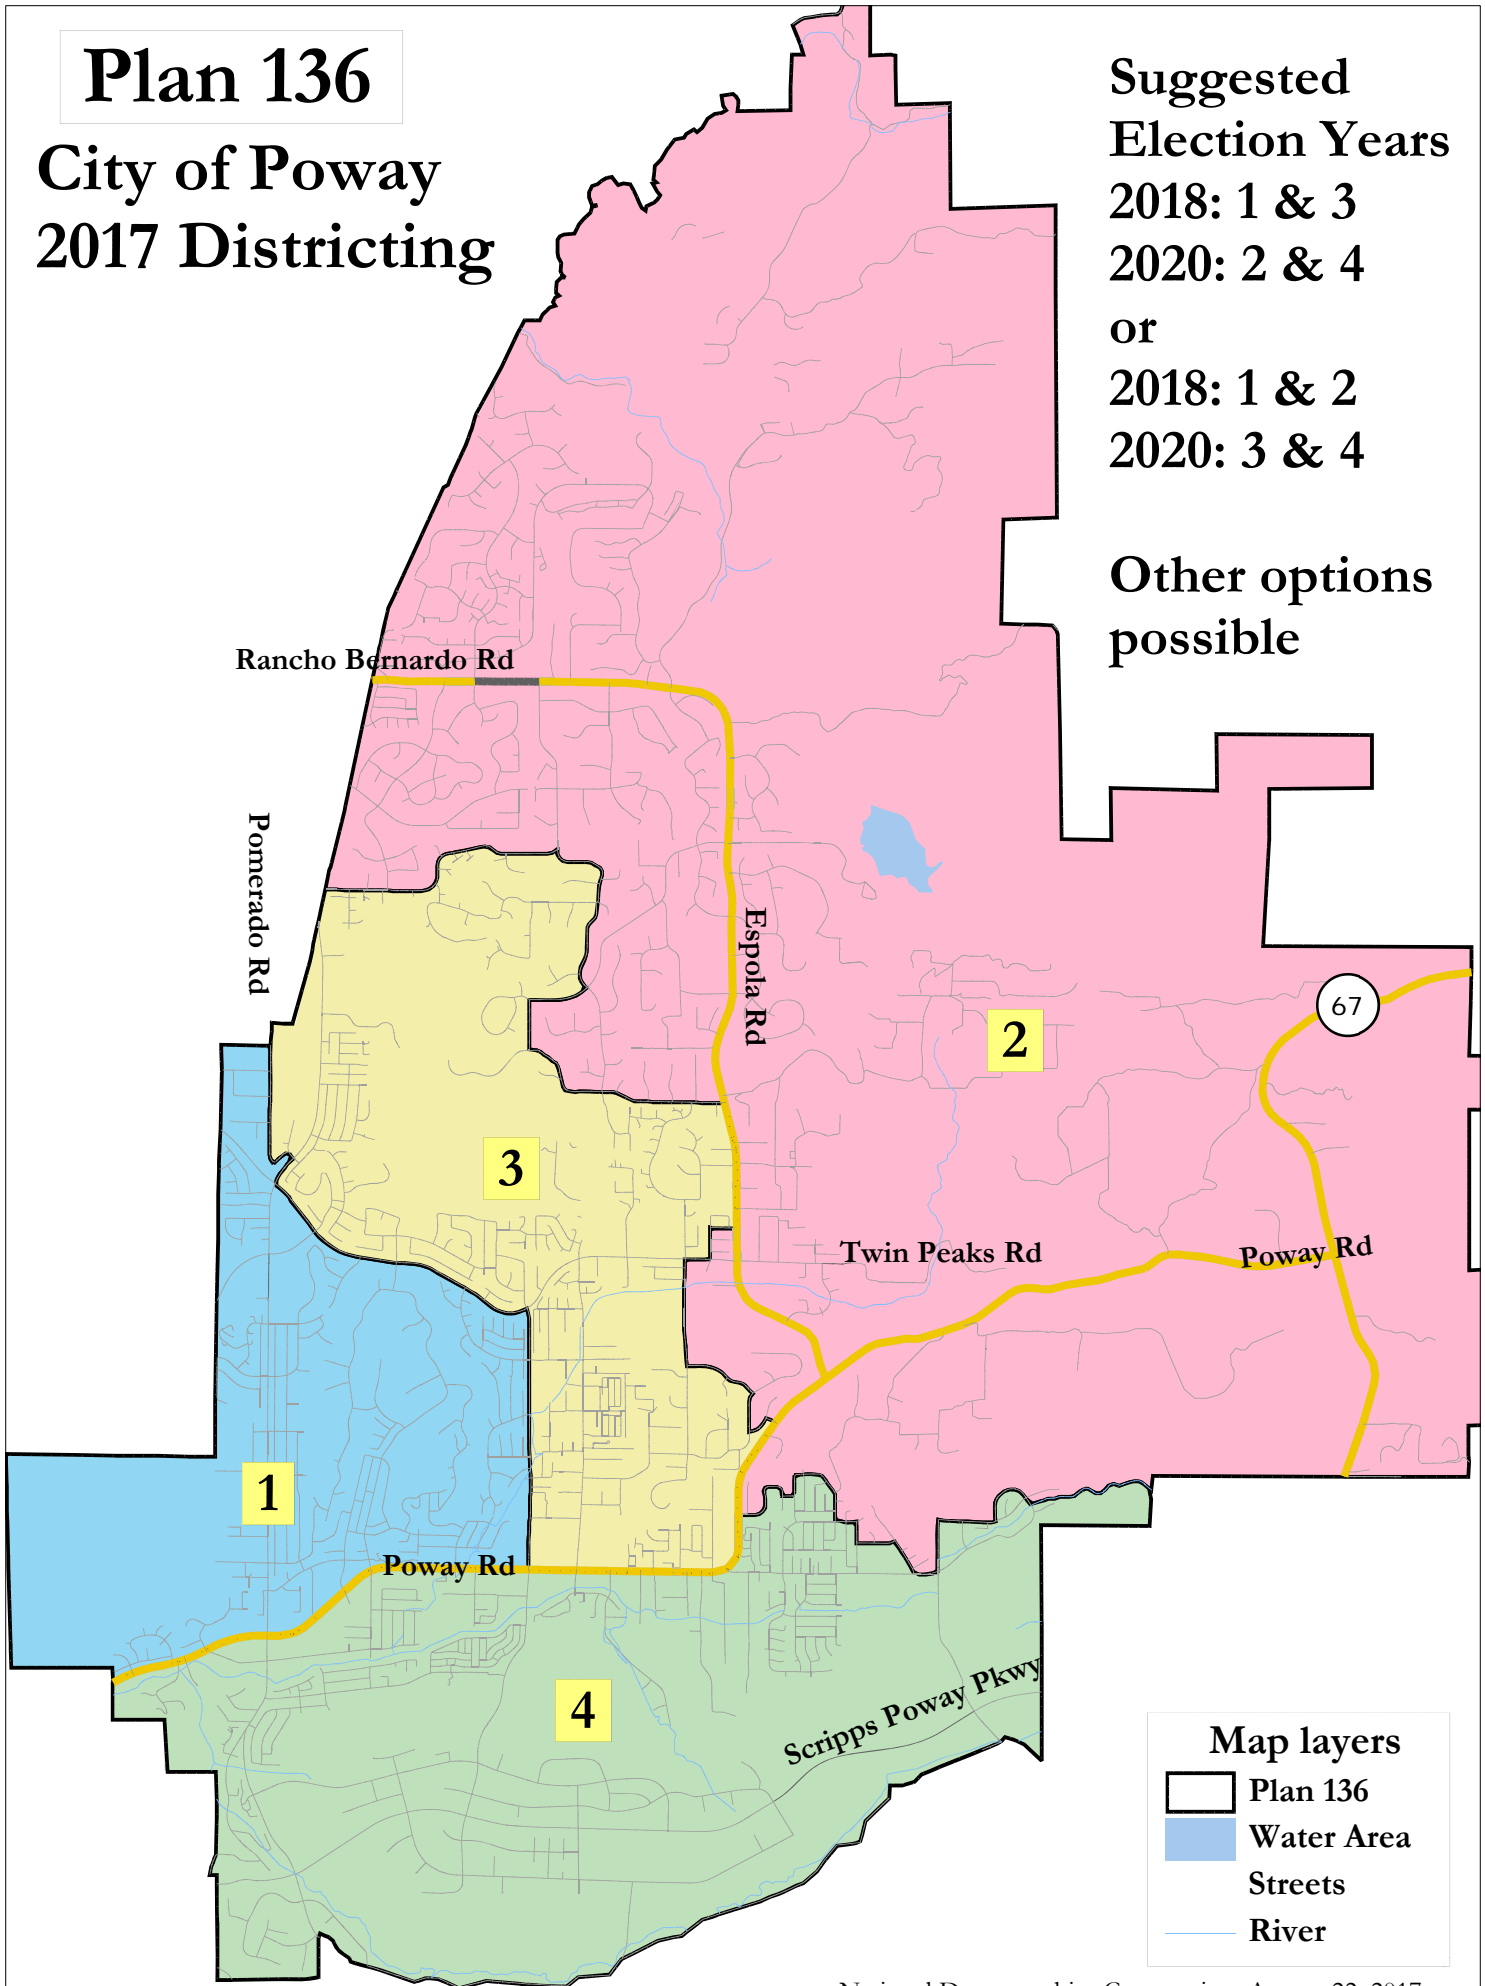 Plan 136
City of Poway
2017 Districting
Suggested
Election Years
2018: 1 & 3
2020: 2 & 4
or
2018: 1 & 2
2020: 3 & 4
Other options
possible
Rancho Bernardo Rd
Pomerado Rd
Espola Rd
67
2
3
Twin Peaks Rd
Poway Rd
1
Poway Rd
4
Scripps Poway Pkwy
Map layers
Plan 136
Water Area
Streets
River